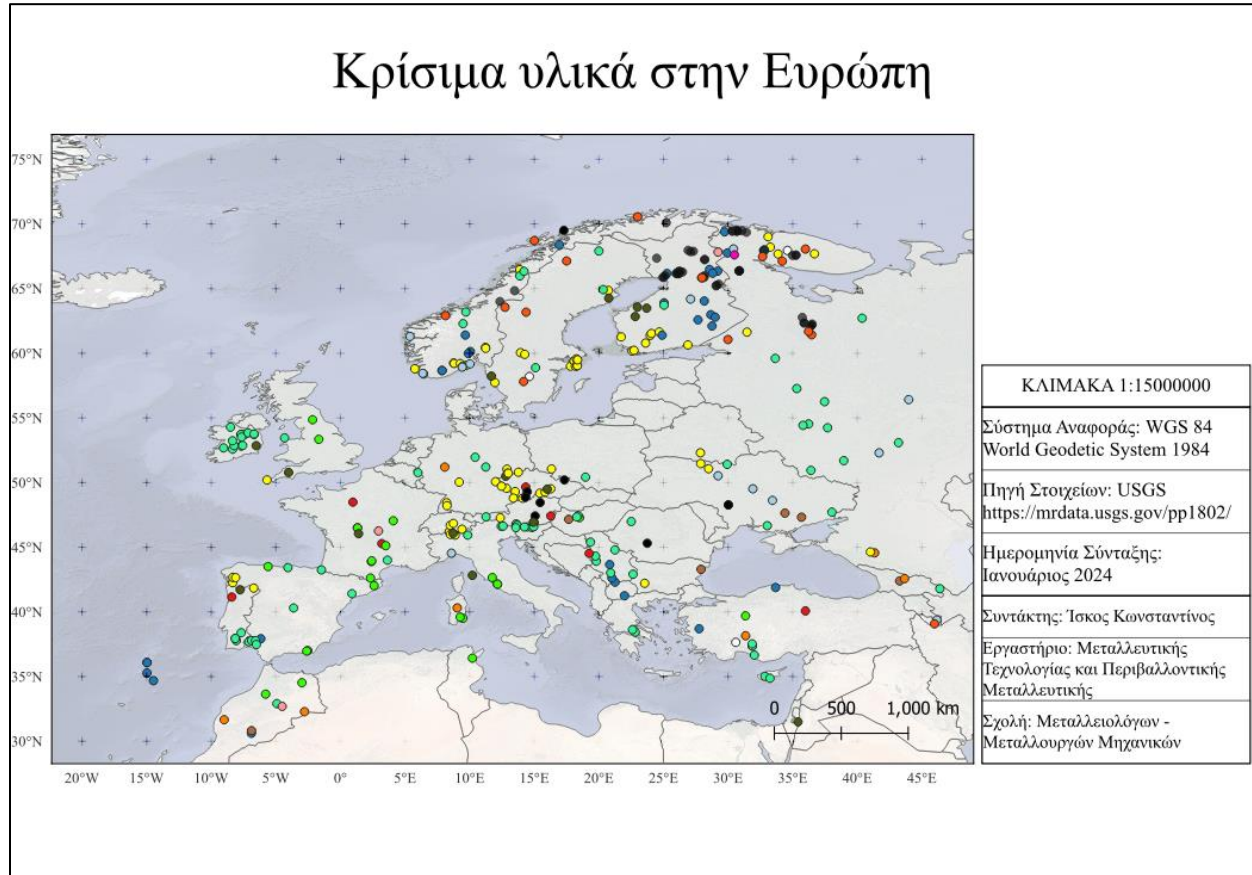 Κρίσιμα υλικά στην Ευρώπη
75°N
70°N
65°N
60°N
55°N
50°N
45°N
40°N
35°N
30°N
20°W
15°W
10°W
5°W
0°
5°E
10°E
15°E
20°E
25°E
30°E
35°E
40°E
45°E
0 500 1,000 km
ΚΛΙΜΑΚΑ 1:15000000
Σύστημα Αναφοράς: WGS 84
World Geodetic System 1984
Πηγή Στοιχείων: USGS
https://mrdata.usgs.gov/pp1802/
Ημερομηνία Σύνταξης:
Ιανουάριος 2024
Συντάκτης: Ίσκος Κωνσταντίνος
Εργαστήριο: Μεταλλευτικής
Τεχνολογίας και Περιβαλλοντικής
Μεταλλευτικής
Σχολή: Μεταλλειολόγων -
Μεταλλουργών Μηχανικών